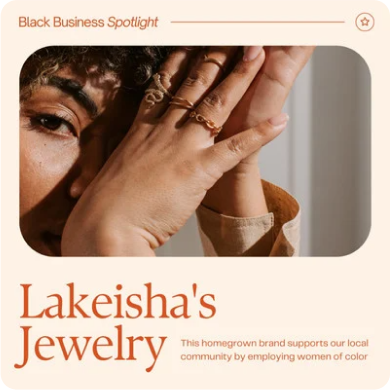 Black Business Spotlight
Lakeisha's
Jewelry
This homegrown brand supports our local
community by employing women of color